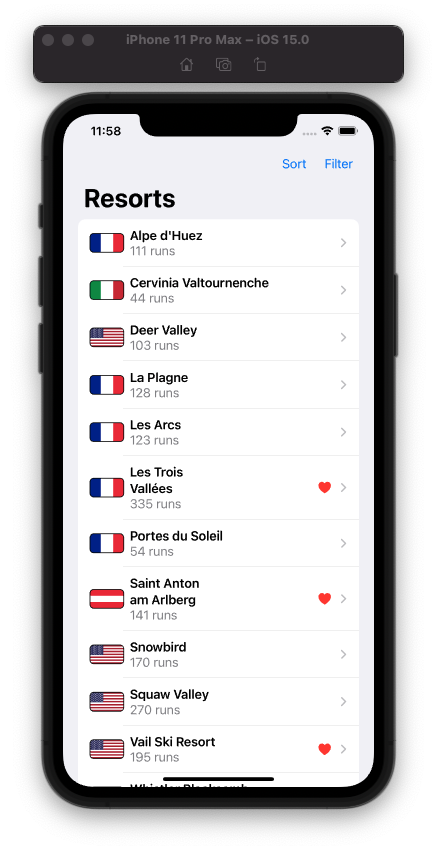 iPhone 11 Pro Max – iOS 15.0
11:58
Sort Filter
Resorts
Alpe d'Huez
111 runs
Cervinia Valtournenche
44 runs
Deer Valley
103 runs
La Plagne
128 runs
Les Arcs
123 runs
Les Trois
Vallées
335 runs
Portes du Soleil
54 runs
Saint Anton
am Arlberg
141 runs
Snowbird
170 runs
Squaw Valley
270 runs
Vail Ski Resort
195 runs